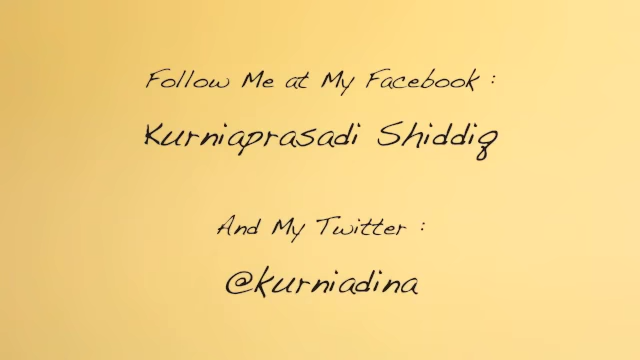 Follow Me at My Facebook :
Kurniaprasadi Shiddiq
And My Twitter :
@kurniadina